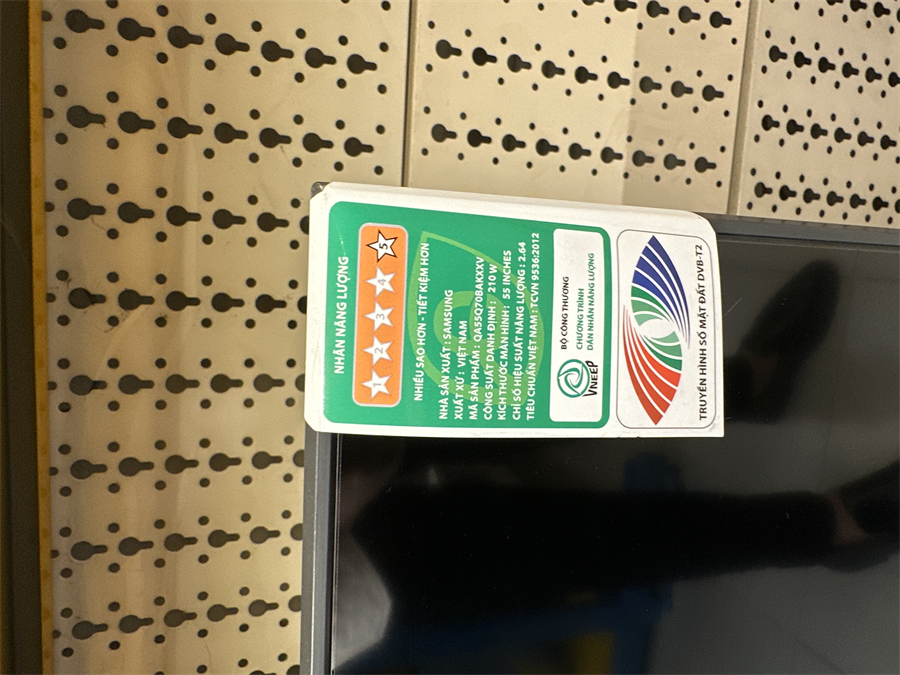 NHÃN NĂNG LƯỢNG
1 2 3 4 5
NHIỀU SAO HƠN - TIẾT KIỆM HƠN
NHÀ SẢN XUẤT : SAMSUNG
XUẤT XỨ : VIỆT NAM
MÃ SẢN PHẨM : QA55Q70BAKXXV
CÔNG SUẤT DANH ĐỊNH : 210 W
KÍCH THƯỚC MÀN HÌNH : 55 INCHES
CHỈ SỐ HIỆU SUẤT NĂNG LƯỢNG : 2.64
TIÊU CHUẨN VIỆT NAM : TCVN 9536:2012
VNEEP
BỘ CÔNG THƯƠNG
CHƯƠNG TRÌNH
DÁN NHÃN NĂNG LƯỢNG
TRUYỀN HÌNH SỐ MẶT ĐẤT DVB-T2